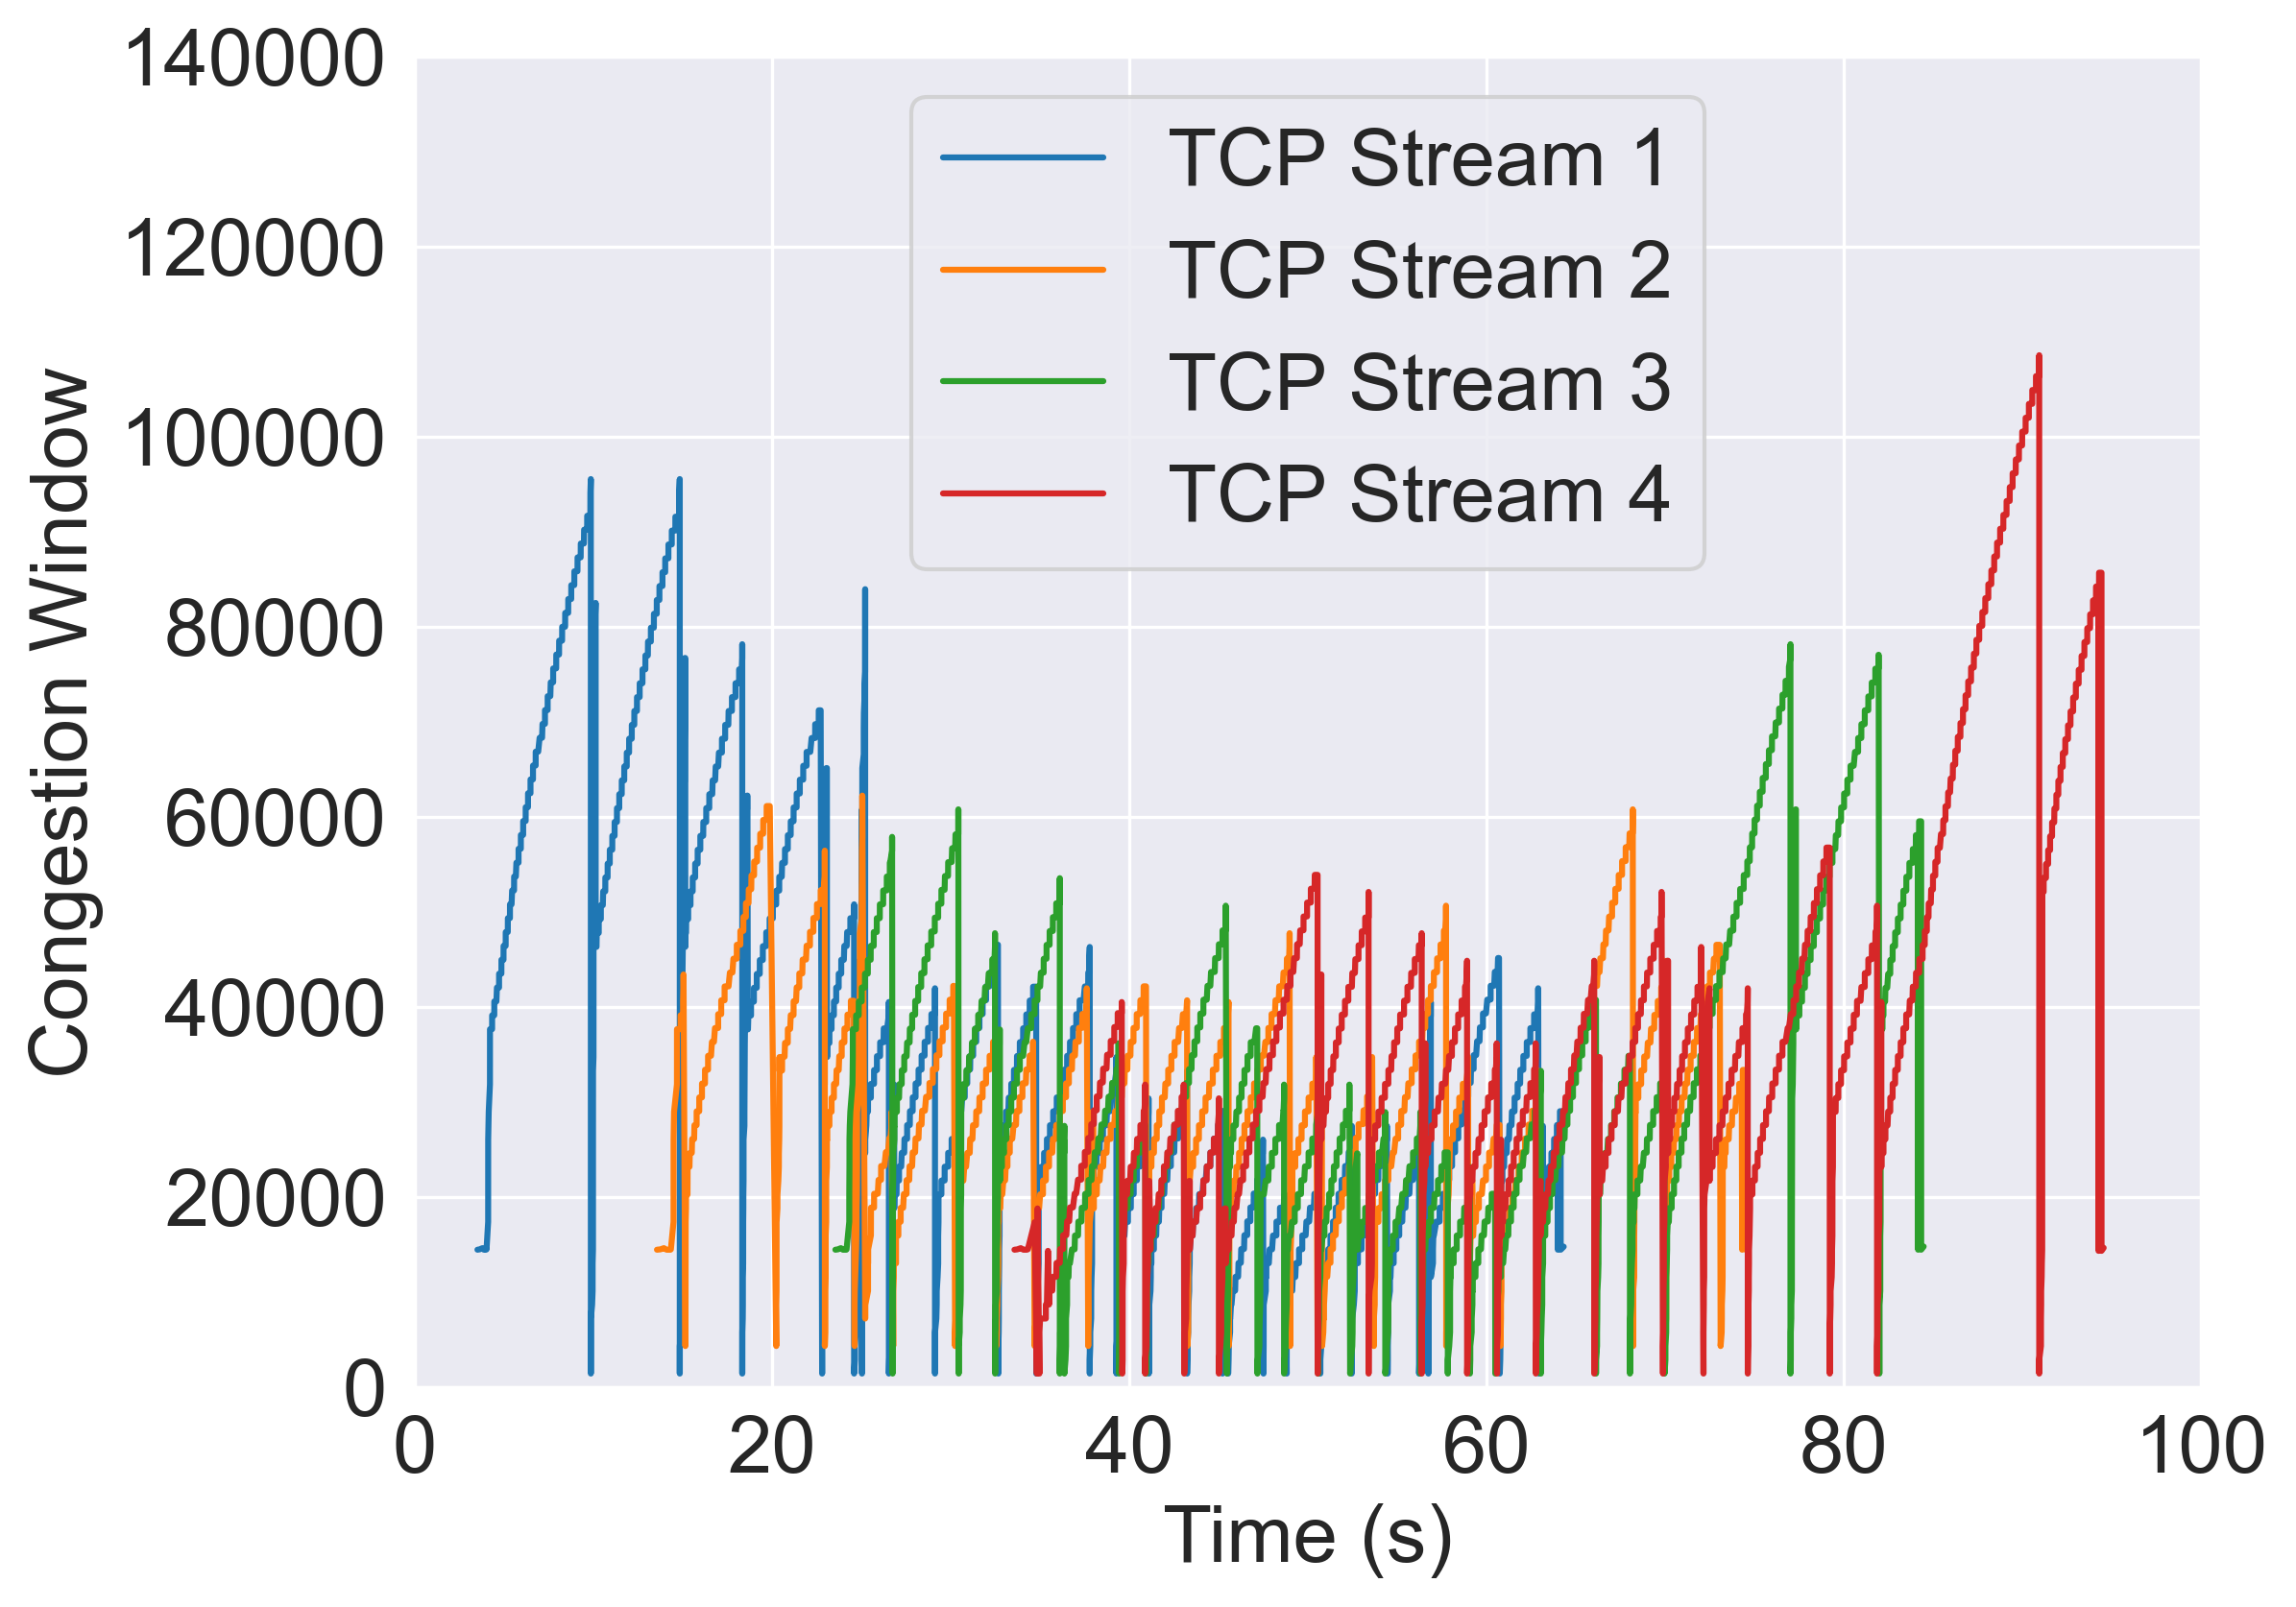 140000
120000
100000
80000
60000
40000
20000
0
Congestion Window
TCP Stream 1
TCP Stream 2
TCP Stream 3
TCP Stream 4
0 20 40 60 80 100
Time (s)